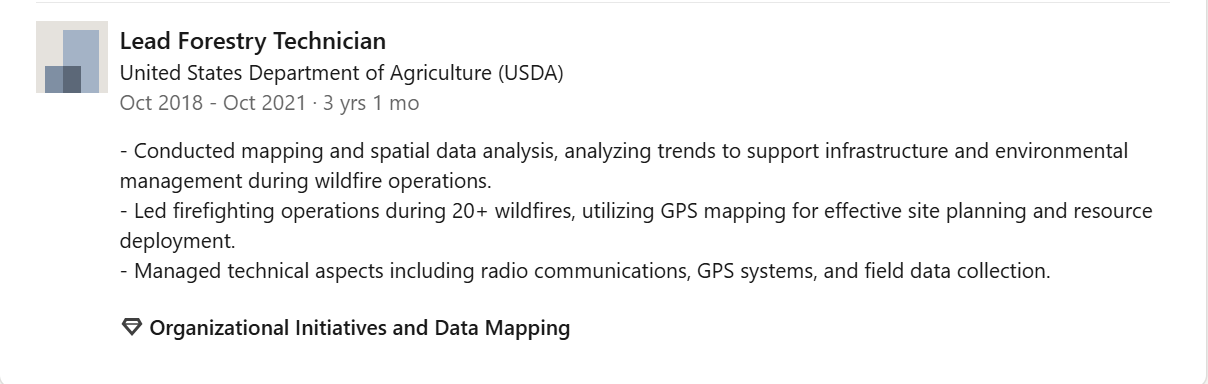 Lead Forestry Technician
United States Department of Agriculture (USDA)
Oct 2018 - Oct 2021 · 3 yrs 1 mo
- Conducted mapping and spatial data analysis, analyzing trends to support infrastructure and environmental
management during wildfire operations.
- Led firefighting operations during 20+ wildfires, utilizing GPS mapping for effective site planning and resource
deployment.
- Managed technical aspects including radio communications, GPS systems, and field data collection.
Organizational Initiatives and Data Mapping